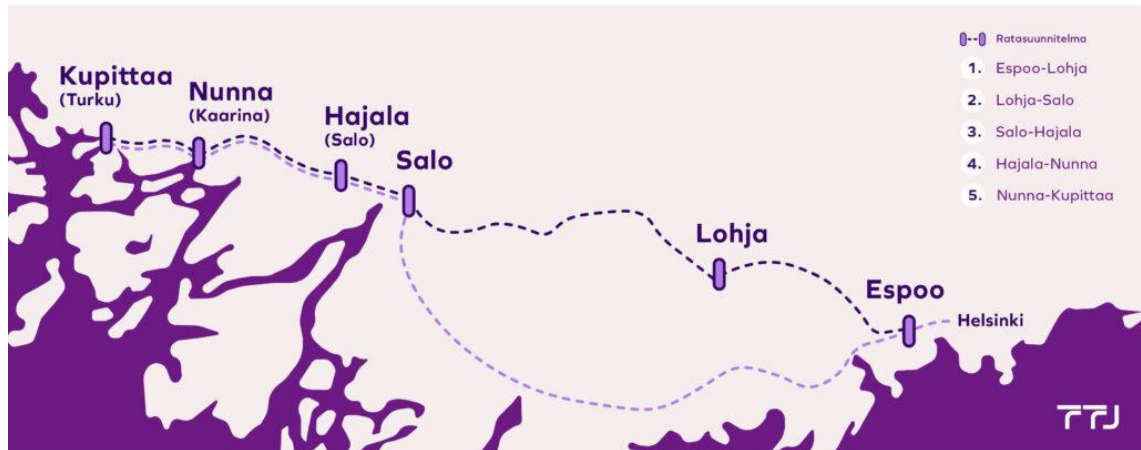 Kupittaa
(Turku)
Nunna
(Kaarina)
Hajala
(Salo)
Salo
Lohja
Espoo
Helsinki
Ratasuunnitelma
1. Espoo-Lohja
2. Lohja-Salo
3. Salo-Hajala
4. Hajala-Nunna
5. Nunna-Kupittaa
TTJ